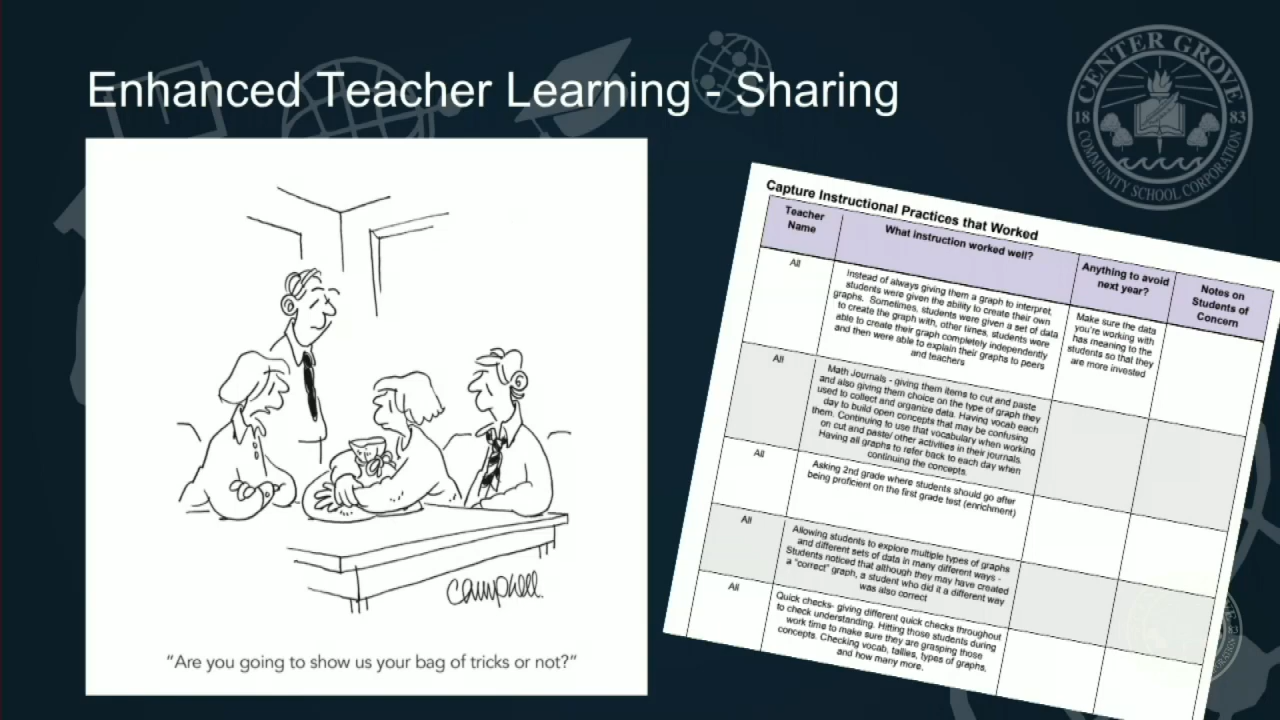 Enhanced Teacher Learning - Sharing
CENTER GROVE
18 83
COMMUNITY SCHOOL CORPORATION
Campbell.
"Are you going to show us your bag of tricks or not?"
Capture Instructional Practices that Worked
Teacher
Name
What instruction worked well?
Anything to avoid
next year?
Notes on
Students of
Concern
All
Instead of always giving them a graph to interpret,
students were given the ability to create their own
graphs. Sometimes, students were given a set of data
to create the graph with, other times, students were
able to create their graph completely independently
and then were able to explain their graphs to peers
and teachers
Make sure the data
you're working with
has meaning to the
students so that they
are more invested
All
Math Journals - giving them items to cut and paste
and also giving them choice on the type of graph they
used to collect and organize data. Having vocab each
day to build open concepts that may be confusing
them. Continuing to use that vocabulary when working
on cut and paste/ other activities in their journals.
Having all graphs to refer back to each day when
continuing the concepts.
All
Asking 2nd grade where students should go after
being proficient on the first grade test (enrichment)
All
Allowing students to explore multiple types of graphs
and different sets of data in many different ways -
Students noticed that although they may have created
a "correct" graph, a student who did it a different way
was also correct
All
Quick checks- giving different quick checks throughout
to check understanding. Hitting those students during
work time to make sure they are grasping those
concepts. Checking vocab, tallies, types of graphs,
and how many more.